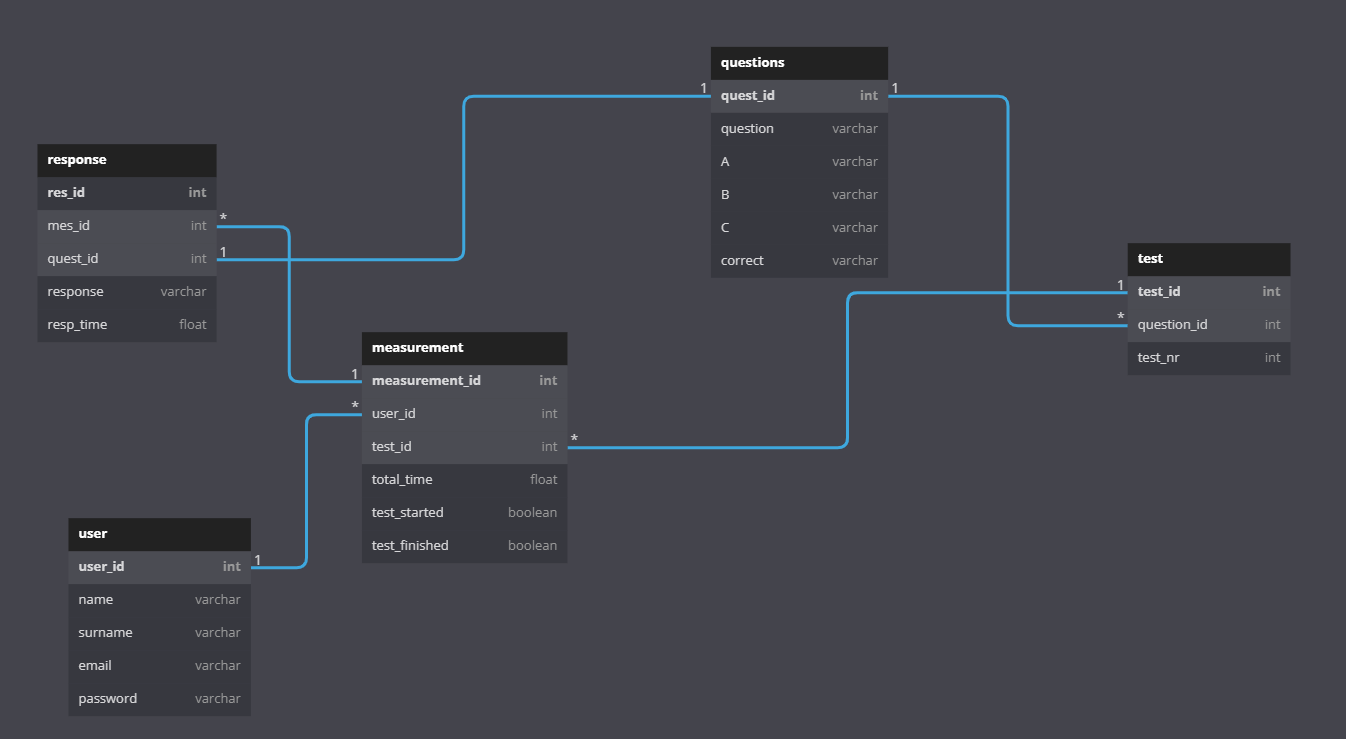 questions
1 quest_id int 1
question varchar
A varchar
B varchar
C varchar
correct varchar
response
res_id int
mes_id int *
quest_id int 1
response varchar
resp_time float
test
1 test_id int
* question_id int
test_nr int
measurement
1 measurement_id int
* user_id int
test_id int *
total_time float
test_started boolean
test_finished boolean
user
user_id int 1
name varchar
surname varchar
email varchar
password varchar